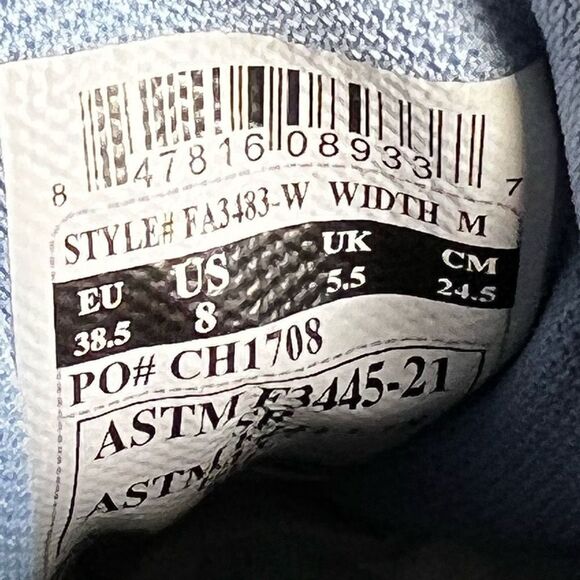 8 47816 08933 7
STYLE# FA3483-W WIDTH M
EU US UK CM
38.5 8 5.5 24.5
PO# CH1708
ASTM F3445-21
ASTM